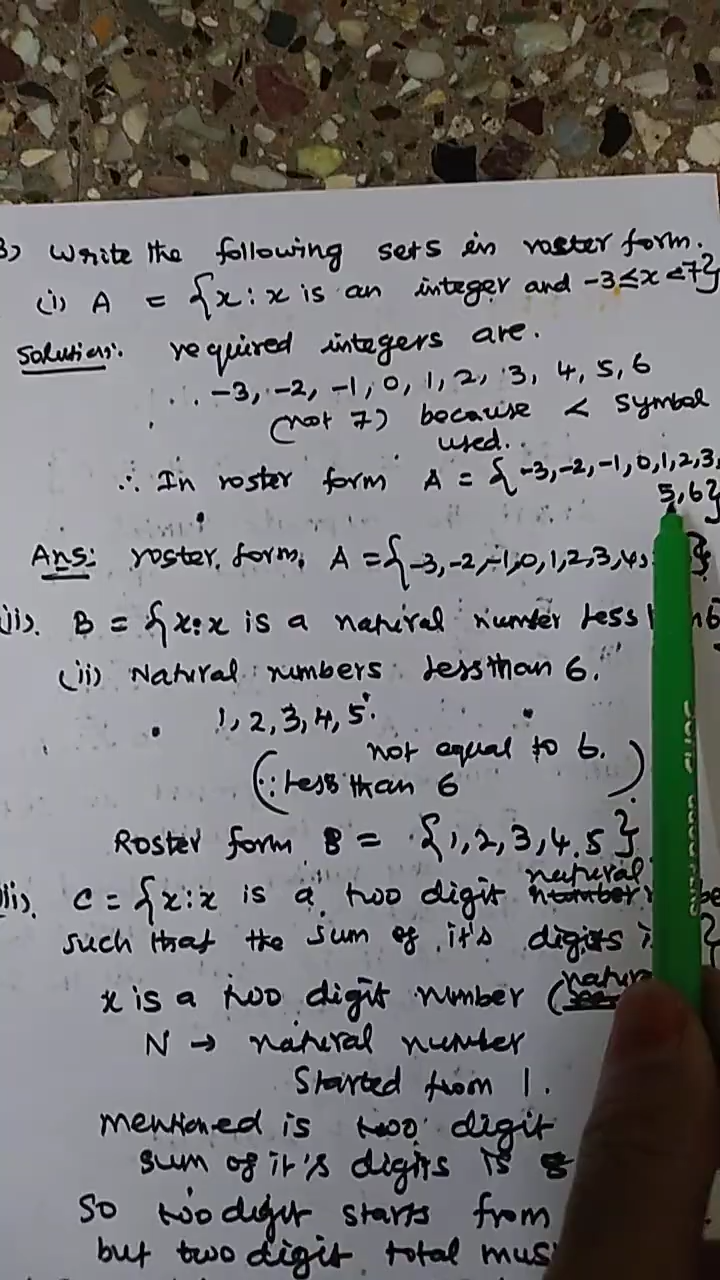 3) Write the following sets in roster form.
(i) A = {x : x is an integer and -3 ≤ x < 7}
Solution: required integers are.
-3, -2, -1, 0, 1, 2, 3, 4, 5, 6
(not 7) because < symbol
used.
∴ In roster form A = {-3, -2, -1, 0, 1, 2, 3,
5, 6}
Ans: roster form, A = {-3, -2, -1, 0, 1, 2, 3, 4, }
ii). B = {x : x is a natural number less 6
(ii) Natural numbers less than 6.
1, 2, 3, 4, 5.
not equal to 6.
(∵ Less than 6 )
Roster form B = {1, 2, 3, 4, 5}
natural
iii). C = {x : x is a two digit number
such that the sum of it's digits }
x is a two digit number (
N → natural number
Started from 1.
mentioned is two digit
sum of it's digits is 8
So two digit starts from
but two digit total